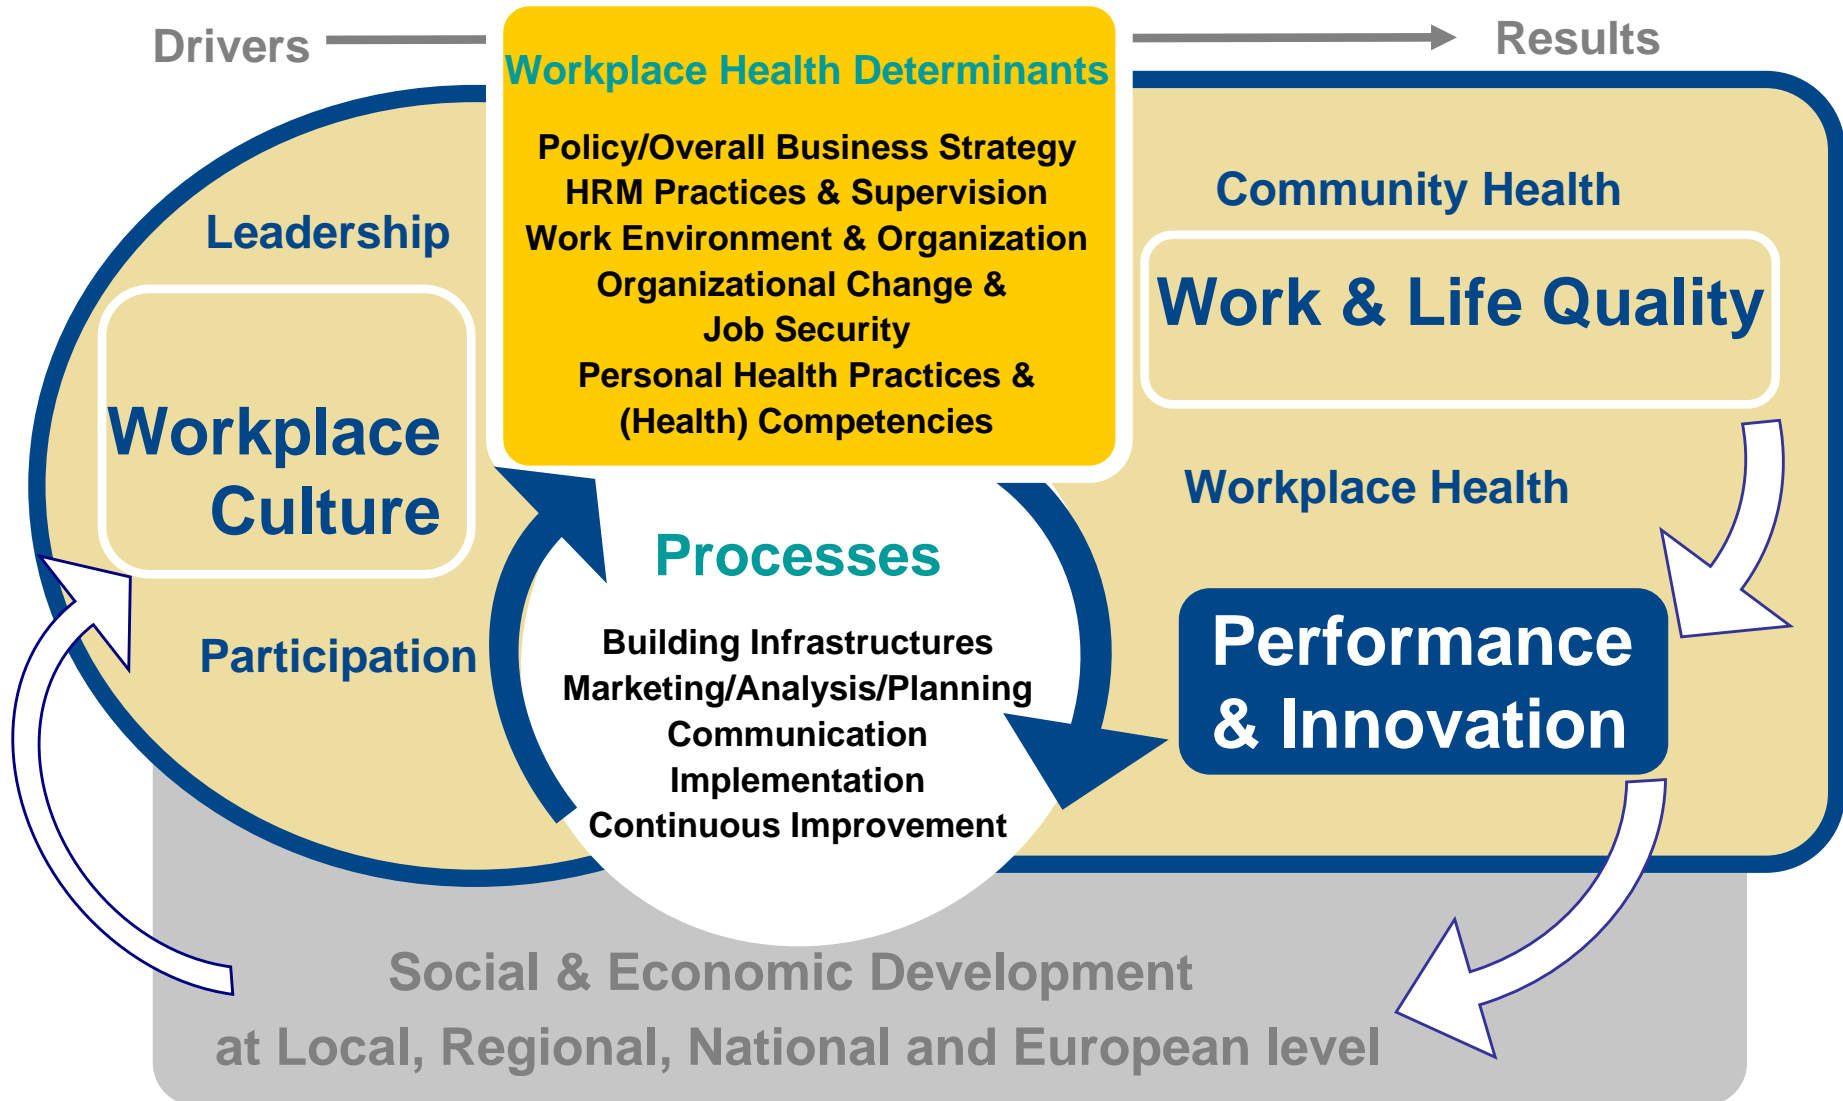 Drivers
Results
Workplace Health Determinants
Policy/Overall Business Strategy
HRM Practices & Supervision
Work Environment & Organization
Organizational Change &
Job Security
Personal Health Practices &
(Health) Competencies
Leadership
Workplace
Culture
Participation
Processes
Building Infrastructures
Marketing/Analysis/Planning
Communication
Implementation
Continuous Improvement
Community Health
Work & Life Quality
Workplace Health
Performance
& Innovation
Social & Economic Development
at Local, Regional, National and European level